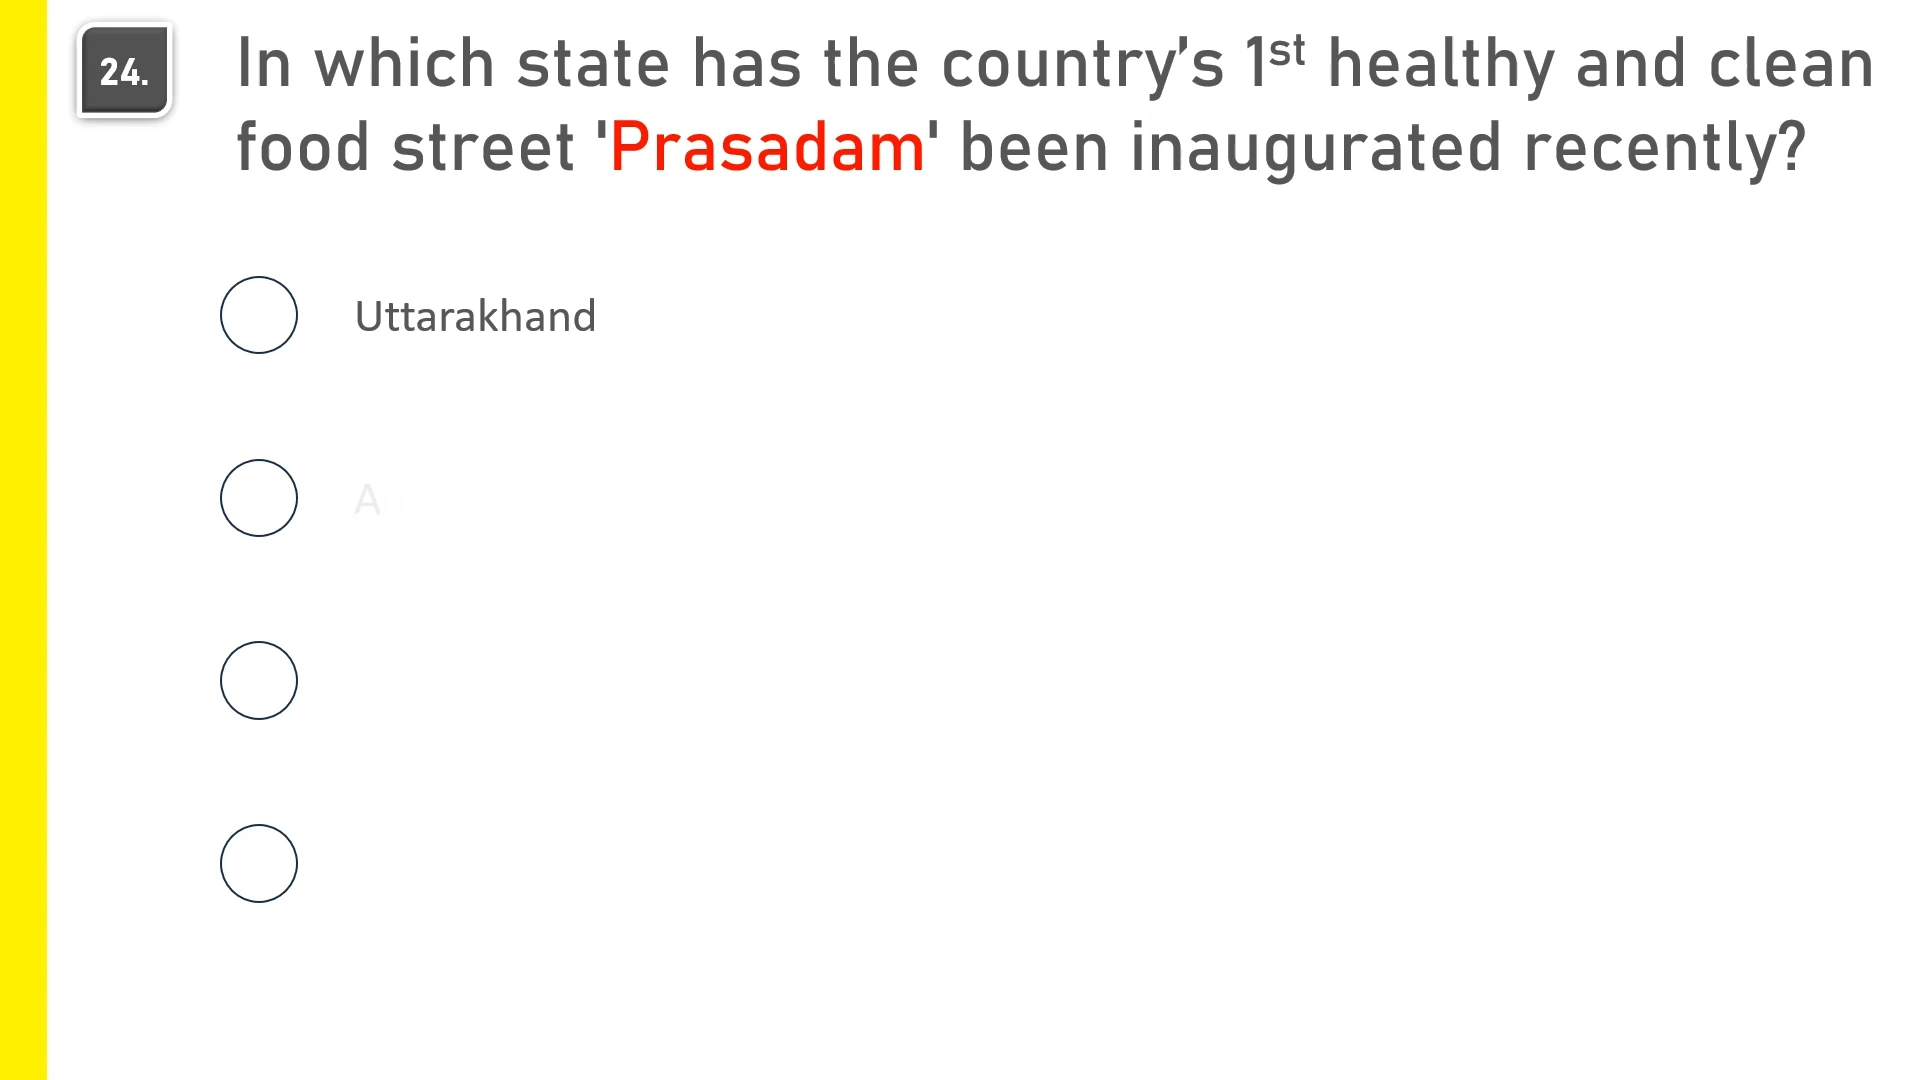 24.
In which state has the country’s 1st healthy and clean
food street 'Prasadam' been inaugurated recently?
Uttarakhand